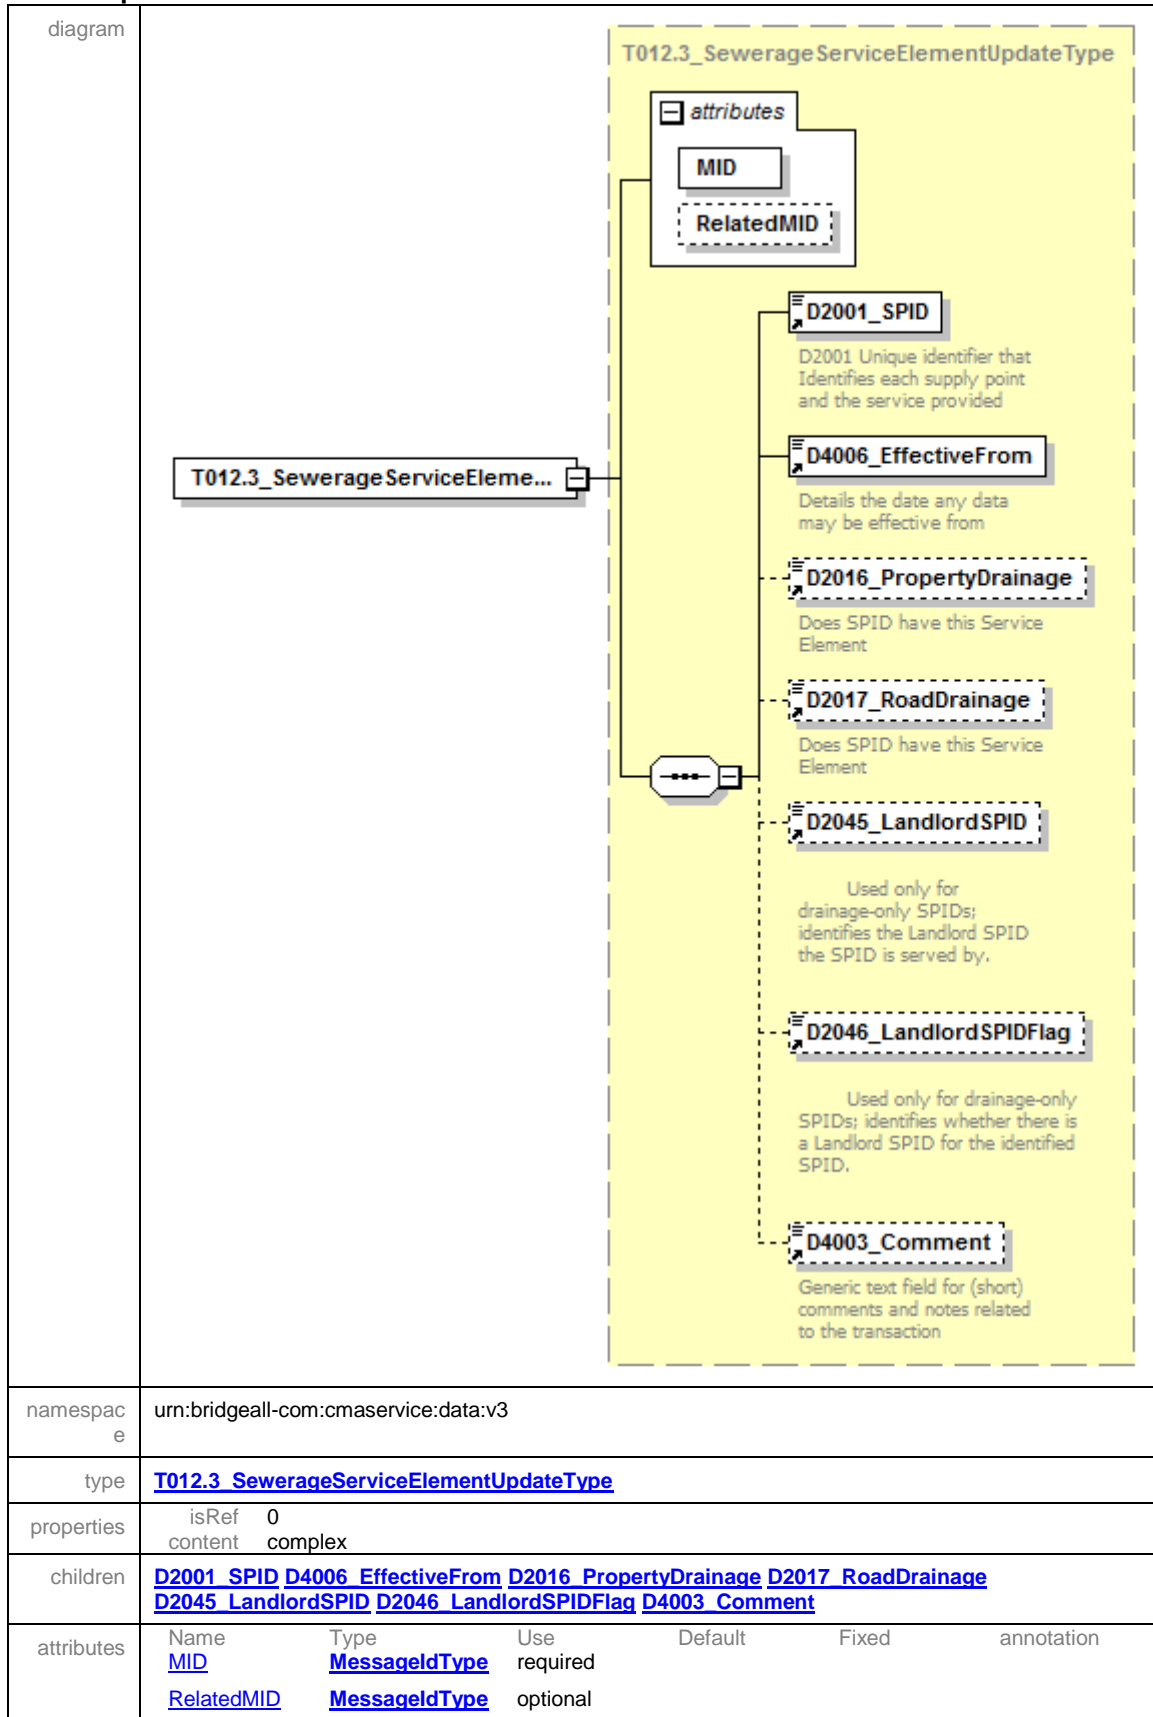 diagram
T012.3_SewerageServiceElementUpdateType
attributes
MID
RelatedMID
D2001_SPID
D2001 Unique identifier that
Identifies each supply point
and the service provided
T012.3_SewerageServiceEleme...
D4006_EffectiveFrom
Details the date any data
may be effective from
D2016_PropertyDrainage
Does SPID have this Service
Element
D2017_RoadDrainage
Does SPID have this Service
Element
D2045_LandlordSPID
Used only for
drainage-only SPIDs;
identifies the Landlord SPID
the SPID is served by.
D2046_LandlordSPIDFlag
Used only for drainage-only
SPIDs; identifies whether there is
a Landlord SPID for the identified
SPID.
D4003_Comment
Generic text field for (short)
comments and notes related
to the transaction
namespac
e
urn:bridgeall-com:cmaservice:data:v3
type
T012.3_SewerageServiceElementUpdateType
properties
isRef 0
content complex
children
D2001_SPID D4006_EffectiveFrom D2016_PropertyDrainage D2017_RoadDrainage
D2045_LandlordSPID D2046_LandlordSPIDFlag D4003_Comment
attributes
Name Type Use Default Fixed annotation
MID MessageIdType required
RelatedMID MessageIdType optional